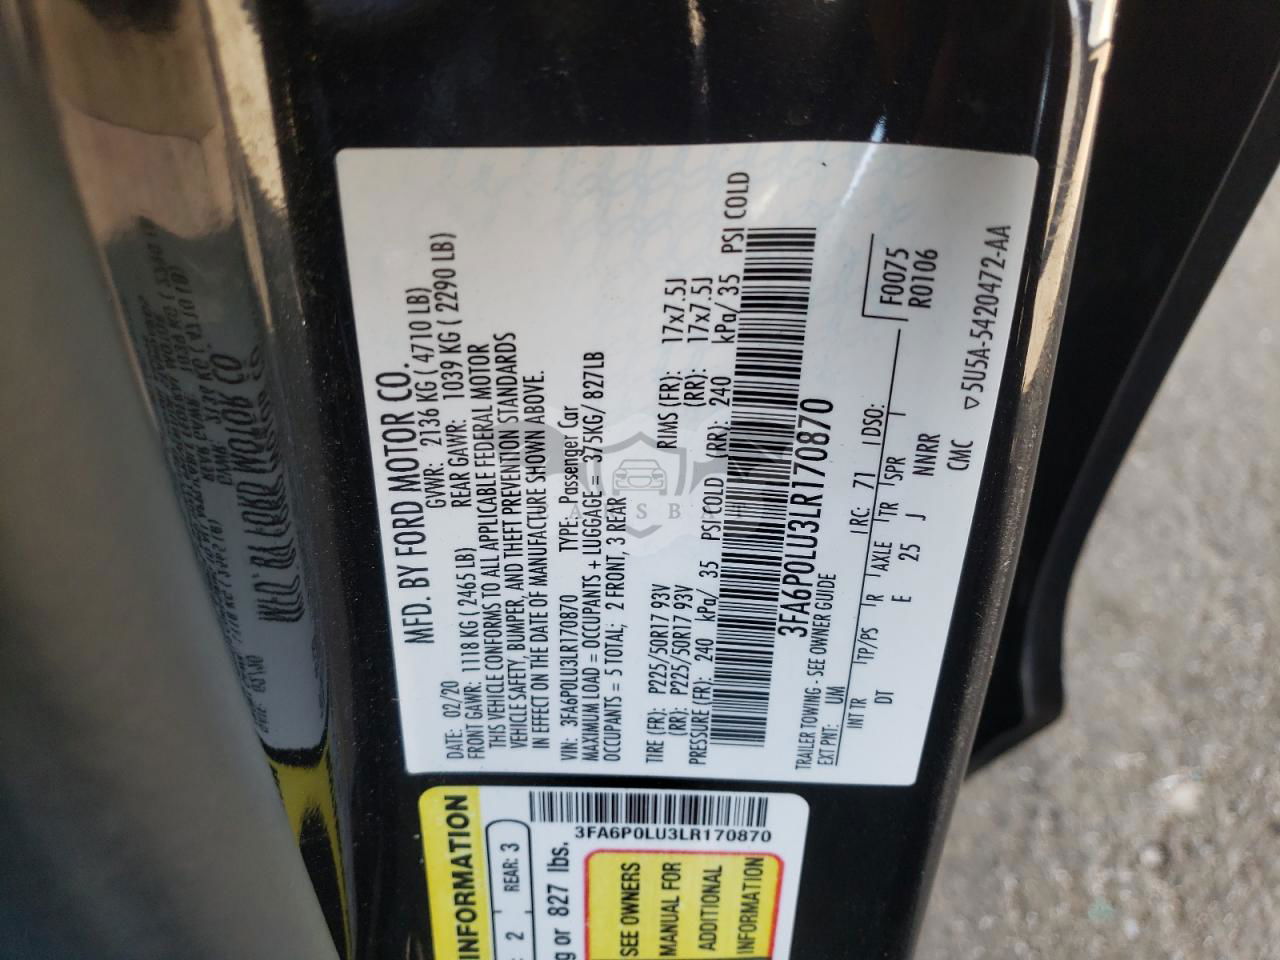 MFD. BY FORD MOTOR CO.
DATE: 02/20 GVWR: 2136 KG ( 4710 LB)
FRONT GAWR: 1118 KG ( 2465 LB) REAR GAWR: 1039 KG ( 2290 LB)
THIS VEHICLE CONFORMS TO ALL APPLICABLE FEDERAL MOTOR
VEHICLE SAFETY, BUMPER, AND THEFT PREVENTION STANDARDS
IN EFFECT ON THE DATE OF MANUFACTURE SHOWN ABOVE.
VIN: 3FA6P0LU3LR170870 TYPE: Passenger Car
MAXIMUM LOAD = OCCUPANTS + LUGGAGE = 375KG/ 827LB
OCCUPANTS = 5 TOTAL; 2 FRONT, 3 REAR
TIRE (FR): P225/50R17 93V RIMS (FR): 17x7.5J
(RR): P225/50R17 93V (RR): 17x7.5J
PRESSURE (FR): 240 kPa/ 35 PSI COLD (RR): 240 kPa/ 35 PSI COLD
3FA6P0LU3LR170870
TRAILER TOWING - SEE OWNER GUIDE
EXT PNT: UM RC: 71 DSO: F0075
R0106
INT TR TP/PS R AXLE TR SPR
DT E 25 J NNRR
CMC
▽5U5A-5420472-AA
3FA6P0LU3LR170870
INFORMATION
: 2 REAR: 3
g or 827 lbs.
SEE OWNERS
MANUAL FOR
ADDITIONAL
INFORMATION